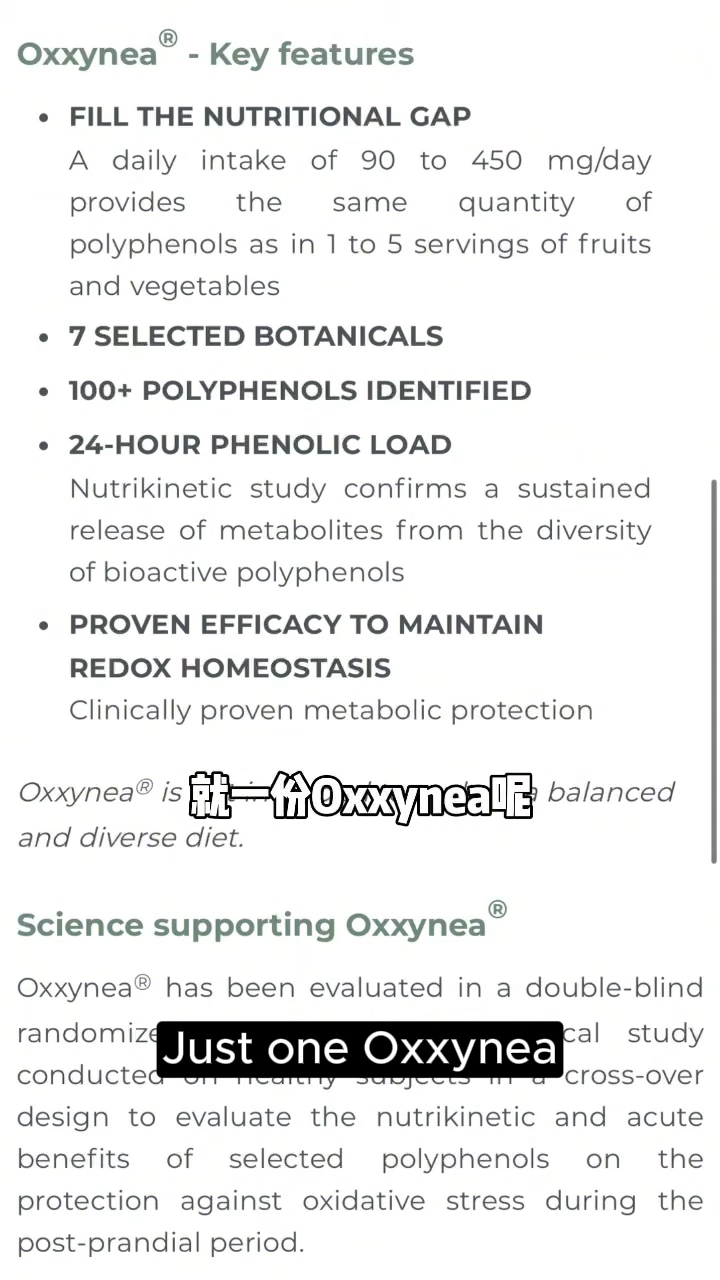 Oxxynea® - Key features
• FILL THE NUTRITIONAL GAP
A daily intake of 90 to 450 mg/day
provides the same quantity of
polyphenols as in 1 to 5 servings of fruits
and vegetables
• 7 SELECTED BOTANICALS
• 100+ POLYPHENOLS IDENTIFIED
• 24-HOUR PHENOLIC LOAD
Nutrikinetic study confirms a sustained
release of metabolites from the diversity
of bioactive polyphenols
• PROVEN EFFICACY TO MAINTAIN
REDOX HOMEOSTASIS
Clinically proven metabolic protection
Oxxynea® is balanced
就一份Oxxynea呢
and diverse diet.
Science supporting Oxxynea®
Oxxynea® has been evaluated in a double-blind
study
Just one Oxxynea
conducted on healthy subjects in a cross-over
design to evaluate the nutrikinetic and acute
benefits of selected polyphenols on the
protection against oxidative stress during the
post-prandial period.